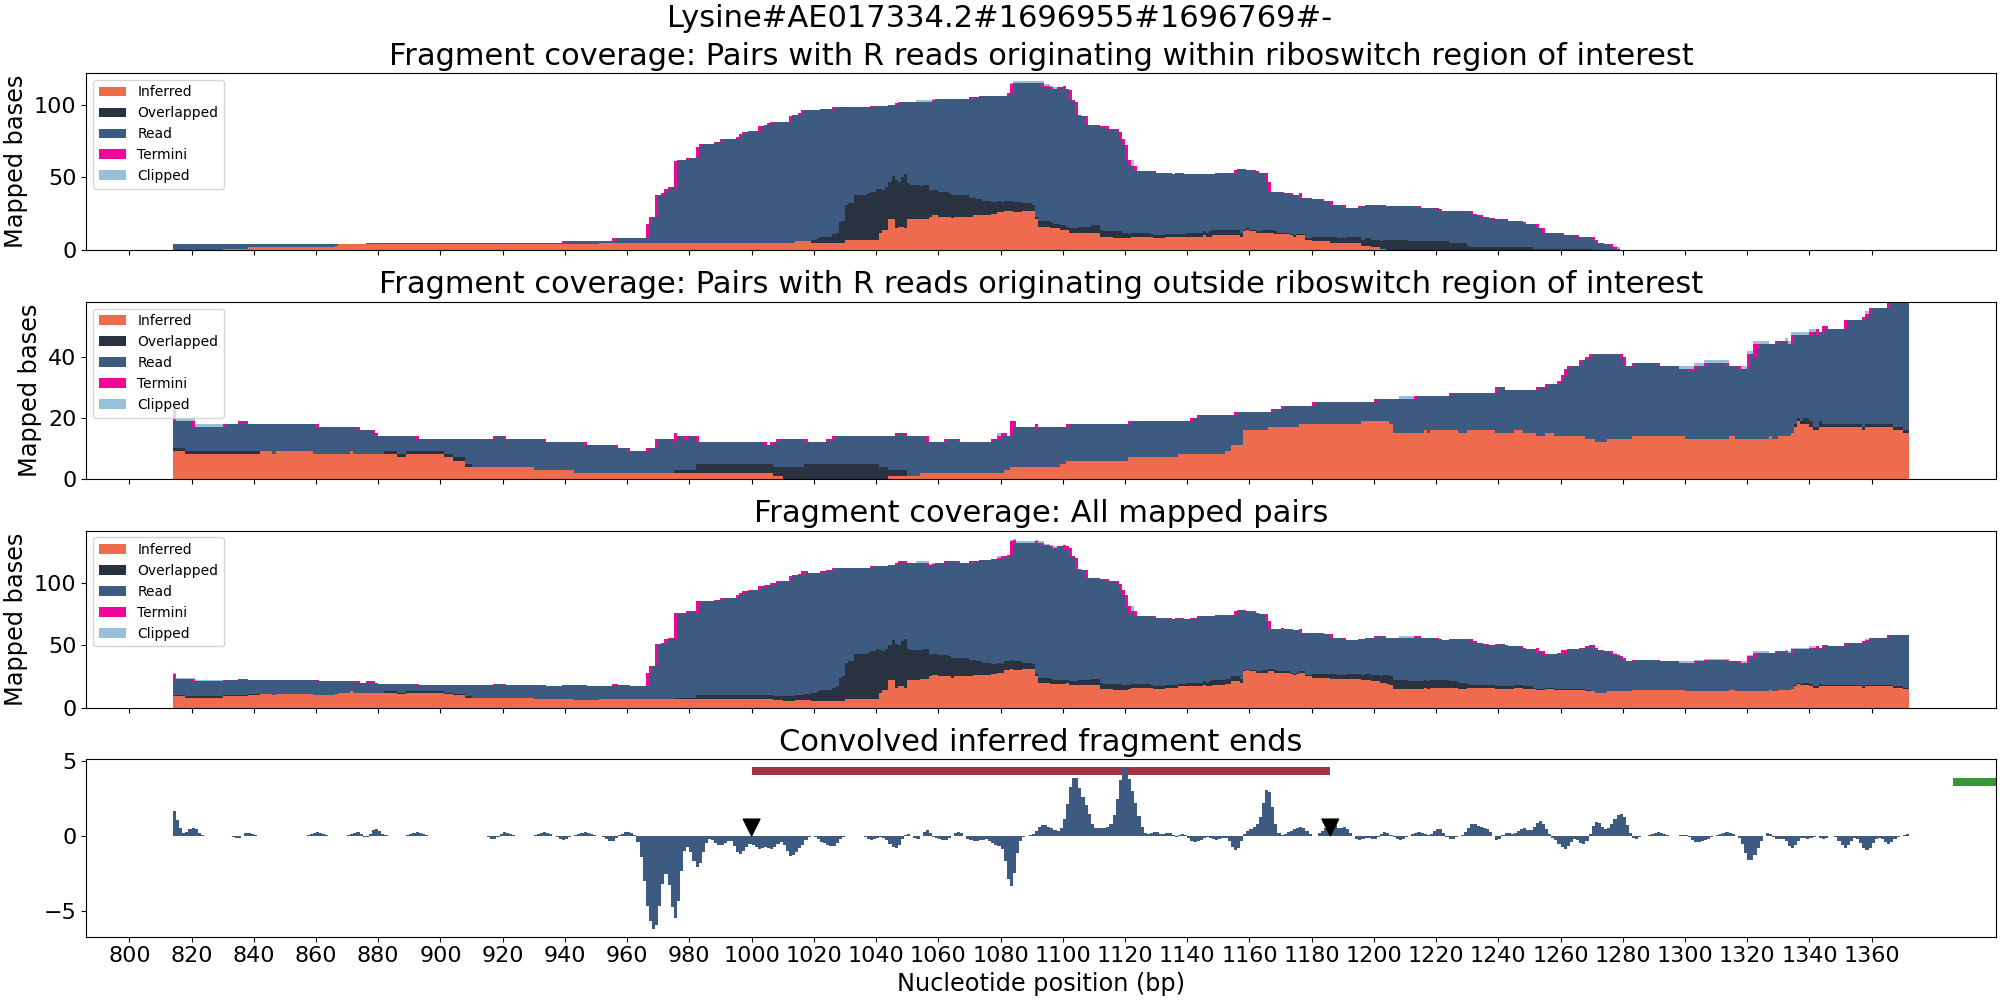 Lysine#AE017334.2#1696955#1696769#-
Fragment coverage: Pairs with R reads originating within riboswitch region of interest
Mapped bases
100
50
0
Inferred
Overlapped
Read
Termini
Clipped
Fragment coverage: Pairs with R reads originating outside riboswitch region of interest
Mapped bases
40
20
0
Inferred
Overlapped
Read
Termini
Clipped
Fragment coverage: All mapped pairs
Mapped bases
100
50
0
Inferred
Overlapped
Read
Termini
Clipped
Convolved inferred fragment ends
5
0
−5
800 820 840 860 880 900 920 940 960 980 1000 1020 1040 1060 1080 1100 1120 1140 1160 1180 1200 1220 1240 1260 1280 1300 1320 1340 1360
Nucleotide position (bp)